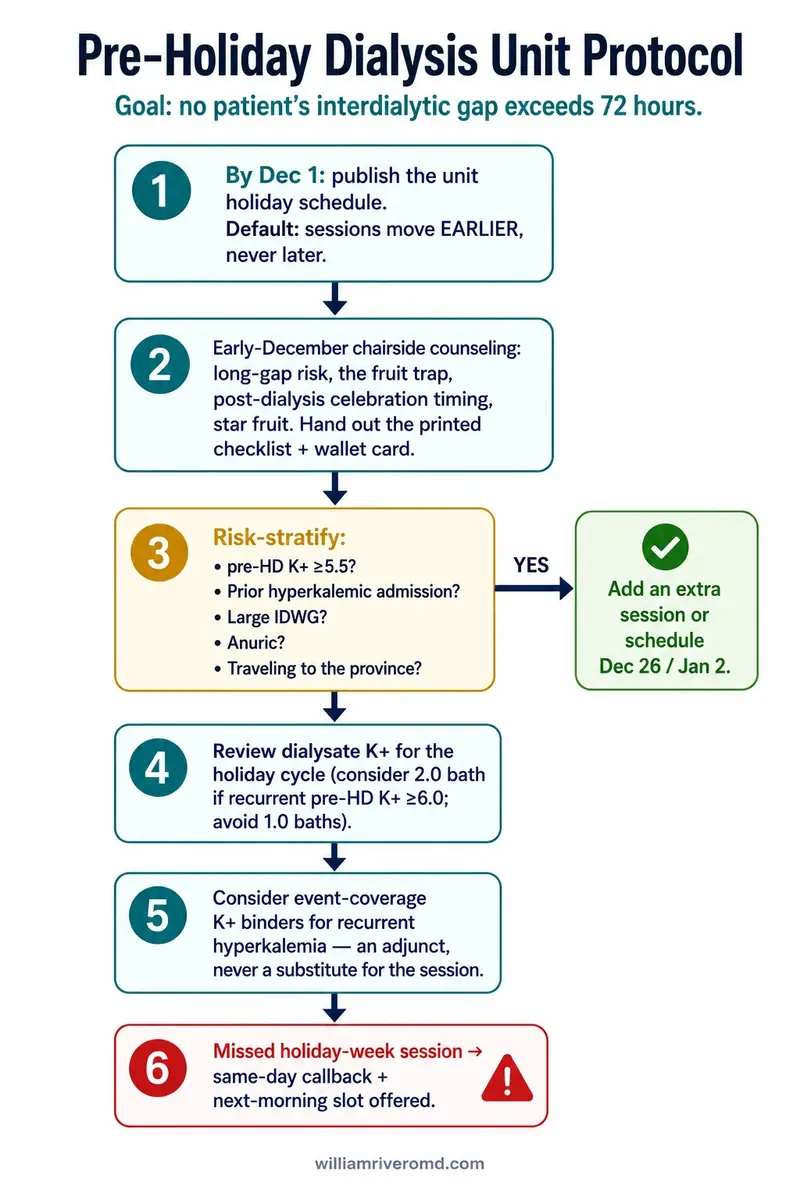 Pre-Holiday Dialysis Unit Protocol
Goal: no patient's interdialytic gap exceeds 72 hours.
1
By Dec 1: publish the unit
holiday schedule.
Default: sessions move EARLIER,
never later.
2
Early-December chairside counseling:
long-gap risk, the fruit trap,
post-dialysis celebration timing,
star fruit. Hand out the printed
checklist + wallet card.
3
Risk-stratify:
• pre-HD K+ ≥5.5?
• Prior hyperkalemic admission?
• Large IDWG?
• Anuric?
• Traveling to the province?
YES
Add an extra
session or
schedule
Dec 26 / Jan 2.
4
Review dialysate K+ for the
holiday cycle (consider 2.0 bath
if recurrent pre-HD K+ ≥6.0;
avoid 1.0 baths).
5
Consider event-coverage
K+ binders for recurrent
hyperkalemia — an adjunct,
never a substitute for the session.
6
Missed holiday-week session →
same-day callback +
next-morning slot offered.
williamriveromd.com